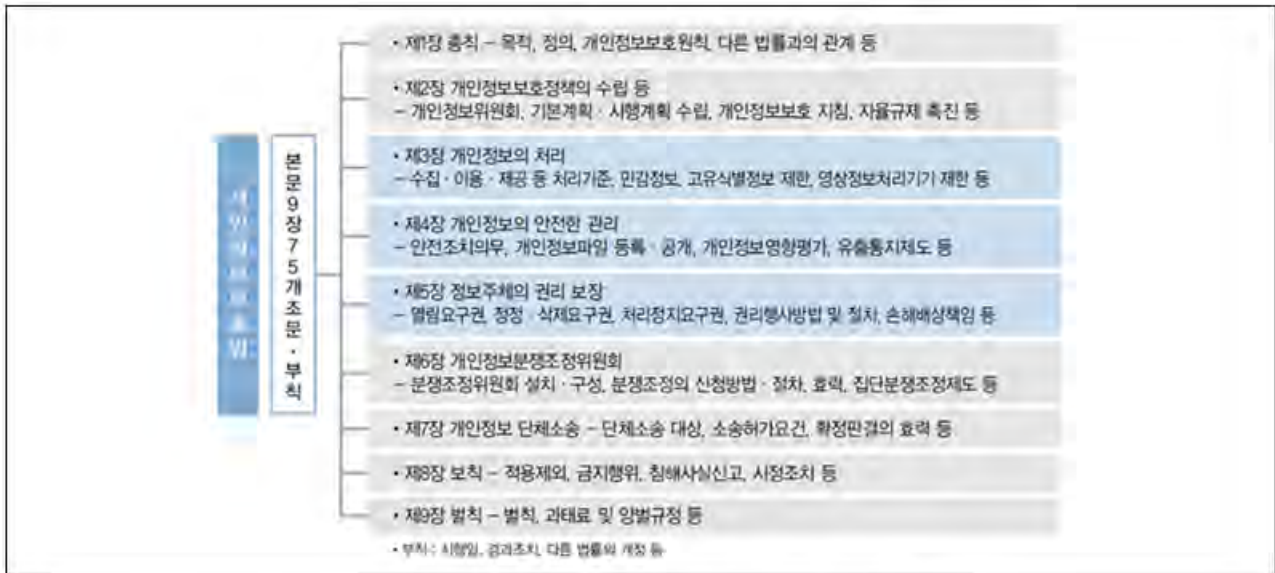 개인정보보호법
본문 9장 75개 조문 · 부칙
• 제1장 총칙 – 목적, 정의, 개인정보보호원칙, 다른 법률과의 관계 등
• 제2장 개인정보보호정책의 수립 등
– 개인정보위원회, 기본계획 · 시행계획 수립, 개인정보보호 지침, 자율규제 촉진 등
• 제3장 개인정보의 처리
– 수집 · 이용 · 제공 등 처리기준, 민감정보, 고유식별정보 제한, 영상정보처리기기 제한 등
• 제4장 개인정보의 안전한 관리
– 안전조치의무, 개인정보파일 등록 · 공개, 개인정보영향평가, 유출통지제도 등
• 제5장 정보주체의 권리 보장
– 열람요구권, 정정 · 삭제요구권, 처리정지요구권, 권리행사방법 및 절차, 손해배상책임 등
• 제6장 개인정보분쟁조정위원회
– 분쟁조정위원회 설치 · 구성, 분쟁조정의 신청방법 · 절차, 효력, 집단분쟁조정제도 등
• 제7장 개인정보 단체소송 – 단체소송 대상, 소송허가요건, 확정판결의 효력 등
• 제8장 보칙 – 적용제외, 금지행위, 침해사실신고, 시정조치 등
• 제9장 벌칙 – 벌칙, 과태료 및 양벌규정 등
• 부칙 : 시행일, 경과조치, 다른 법률의 개정 등